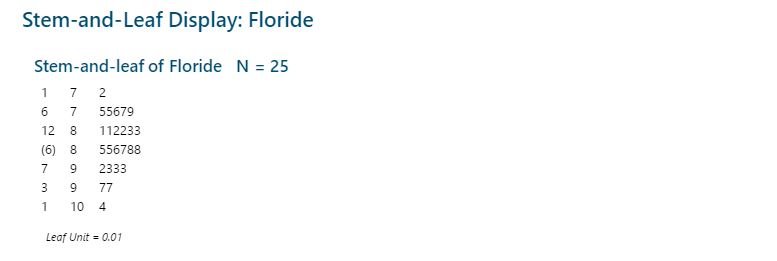 Stem-and-Leaf Display: Floride
Stem-and-leaf of Floride N = 25
1 7 2
6 7 55679
12 8 112233
(6) 8 556788
7 9 2333
3 9 77
1 10 4
Leaf Unit = 0.01